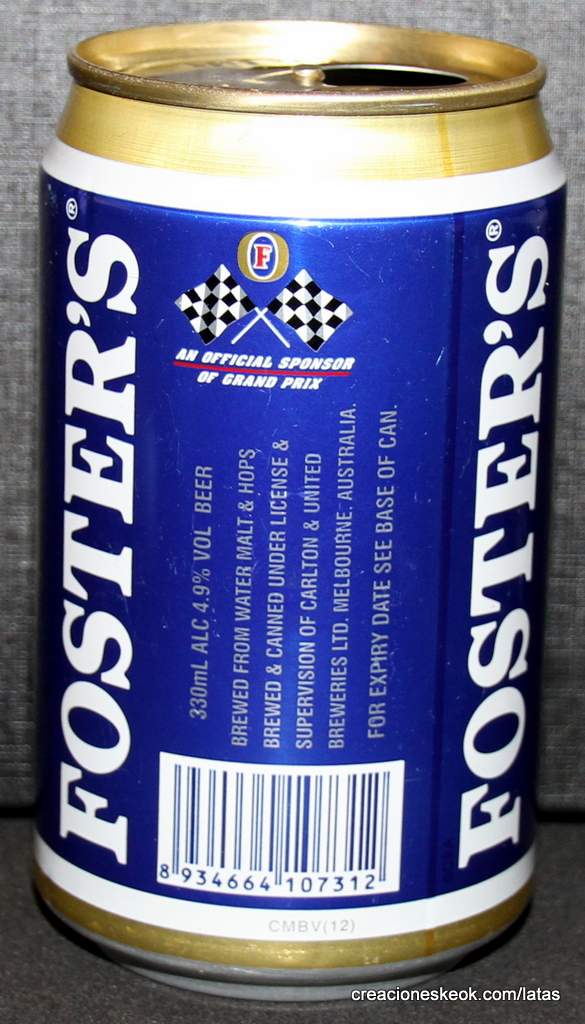 FOSTER'S®
F
AN OFFICIAL SPONSOR
OF GRAND PRIX
330mL ALC 4.9% VOL BEER
BREWED FROM WATER MALT & HOPS
BREWED & CANNED UNDER LICENSE &
SUPERVISION OF CARLTON & UNITED
BREWERIES LTD. MELBOURNE. AUSTRALIA.
FOR EXPIRY DATE SEE BASE OF CAN.
8 934664 107312
CMBV(12)
FOSTER'S®
creacioneskeok.com/latas